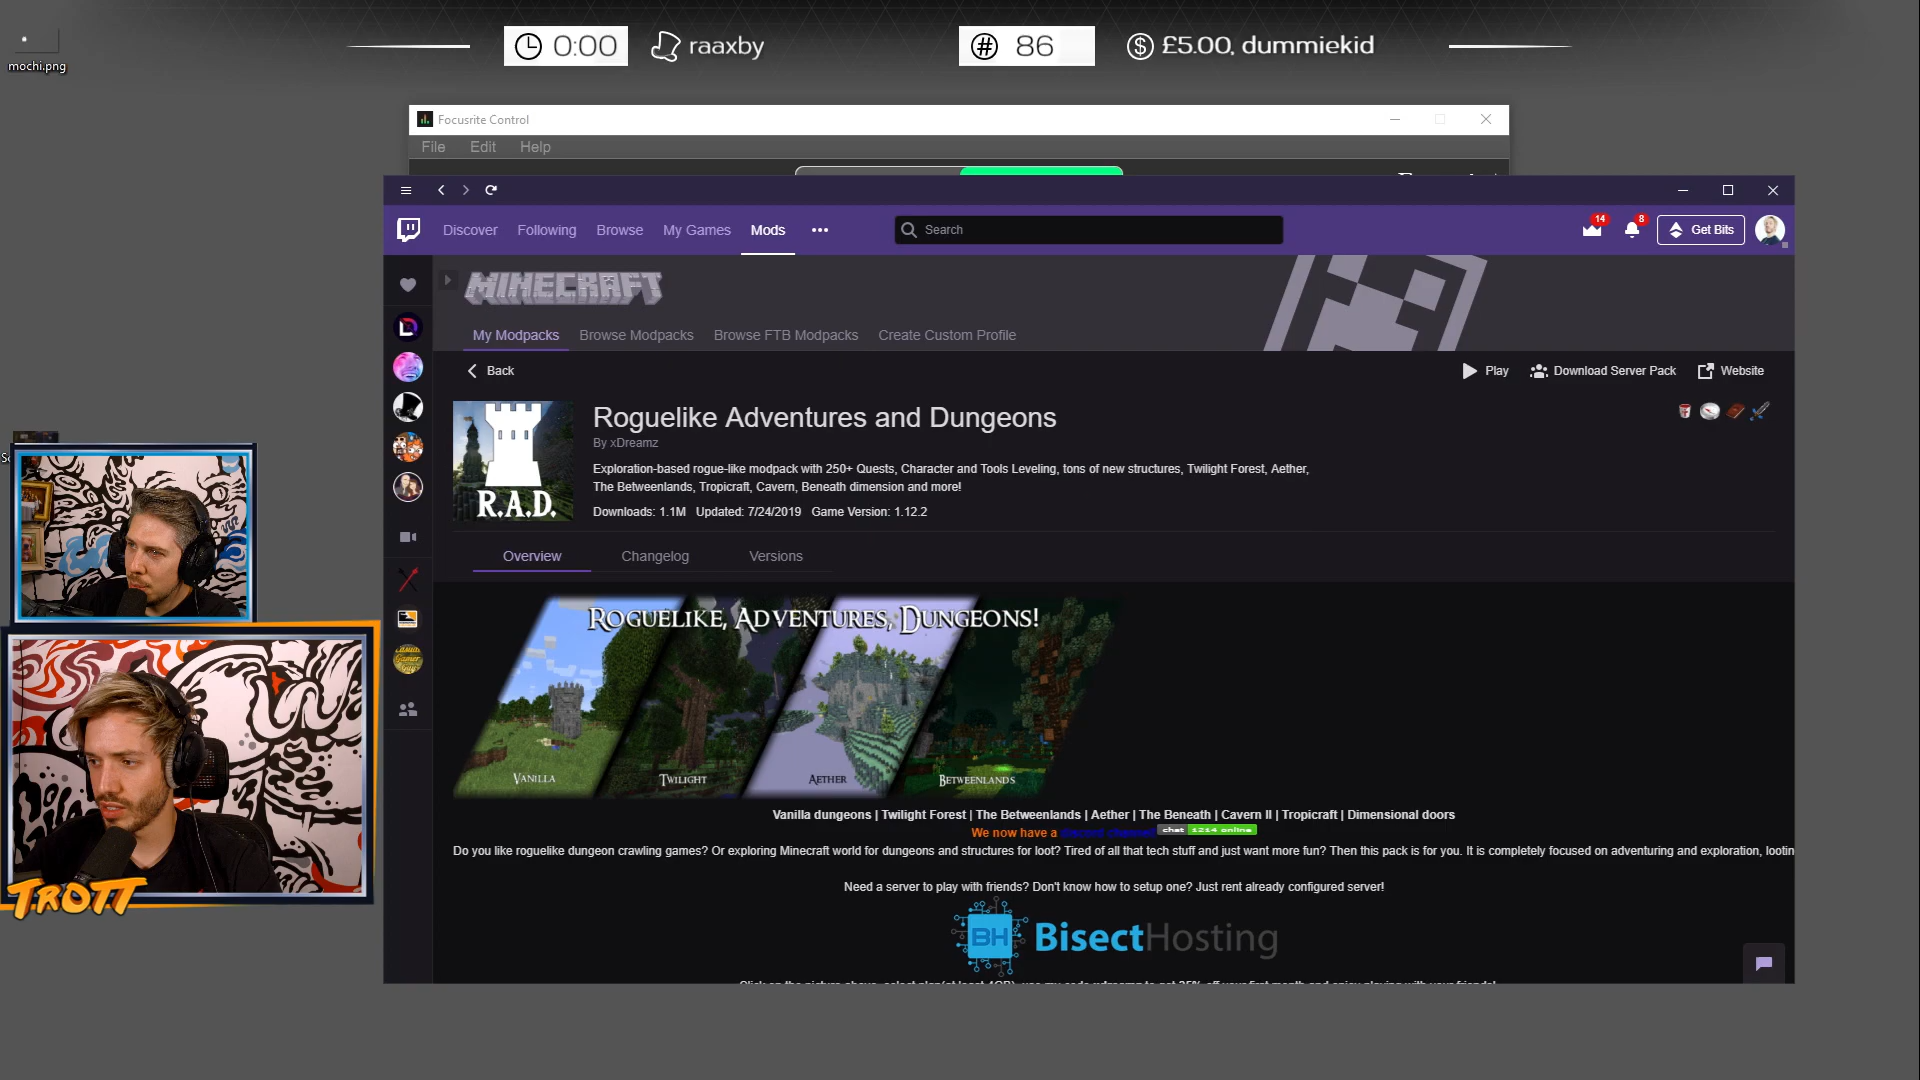 mochi.png
0:00
raaxby
86
£5.00, dummiekid
Focusrite Control
File Edit Help
Discover Following Browse My Games Mods
Search
14
8
Get Bits
MINECRAFT
My Modpacks Browse Modpacks Browse FTB Modpacks Create Custom Profile
Back
Play Download Server Pack Website
R.A.D.
Roguelike Adventures and Dungeons
By xDreamz
Exploration-based rogue-like modpack with 250+ Quests, Character and Tools Leveling, tons of new structures, Twilight Forest, Aether,
The Betweenlands, Tropicraft, Cavern, Beneath dimension and more!
Downloads: 1.1M Updated: 7/24/2019 Game Version: 1.12.2
Overview Changelog Versions
ROGUELIKE, ADVENTURES, DUNGEONS!
VANILLA TWILIGHT AETHER BETWEENLANDS
Vanilla dungeons | Twilight Forest | The Betweenlands | Aether | The Beneath | Cavern II | Tropicraft | Dimensional doors
We now have a discord channel! chat 1214 online
Do you like roguelike dungeon crawling games? Or exploring Minecraft world for dungeons and structures for loot? Tired of all that tech stuff and just want more fun? Then this pack is for you. It is completely focused on adventuring and exploration, lootin
Need a server to play with friends? Don't know how to setup one? Just rent already configured server!
BH BisectHosting
TROTT